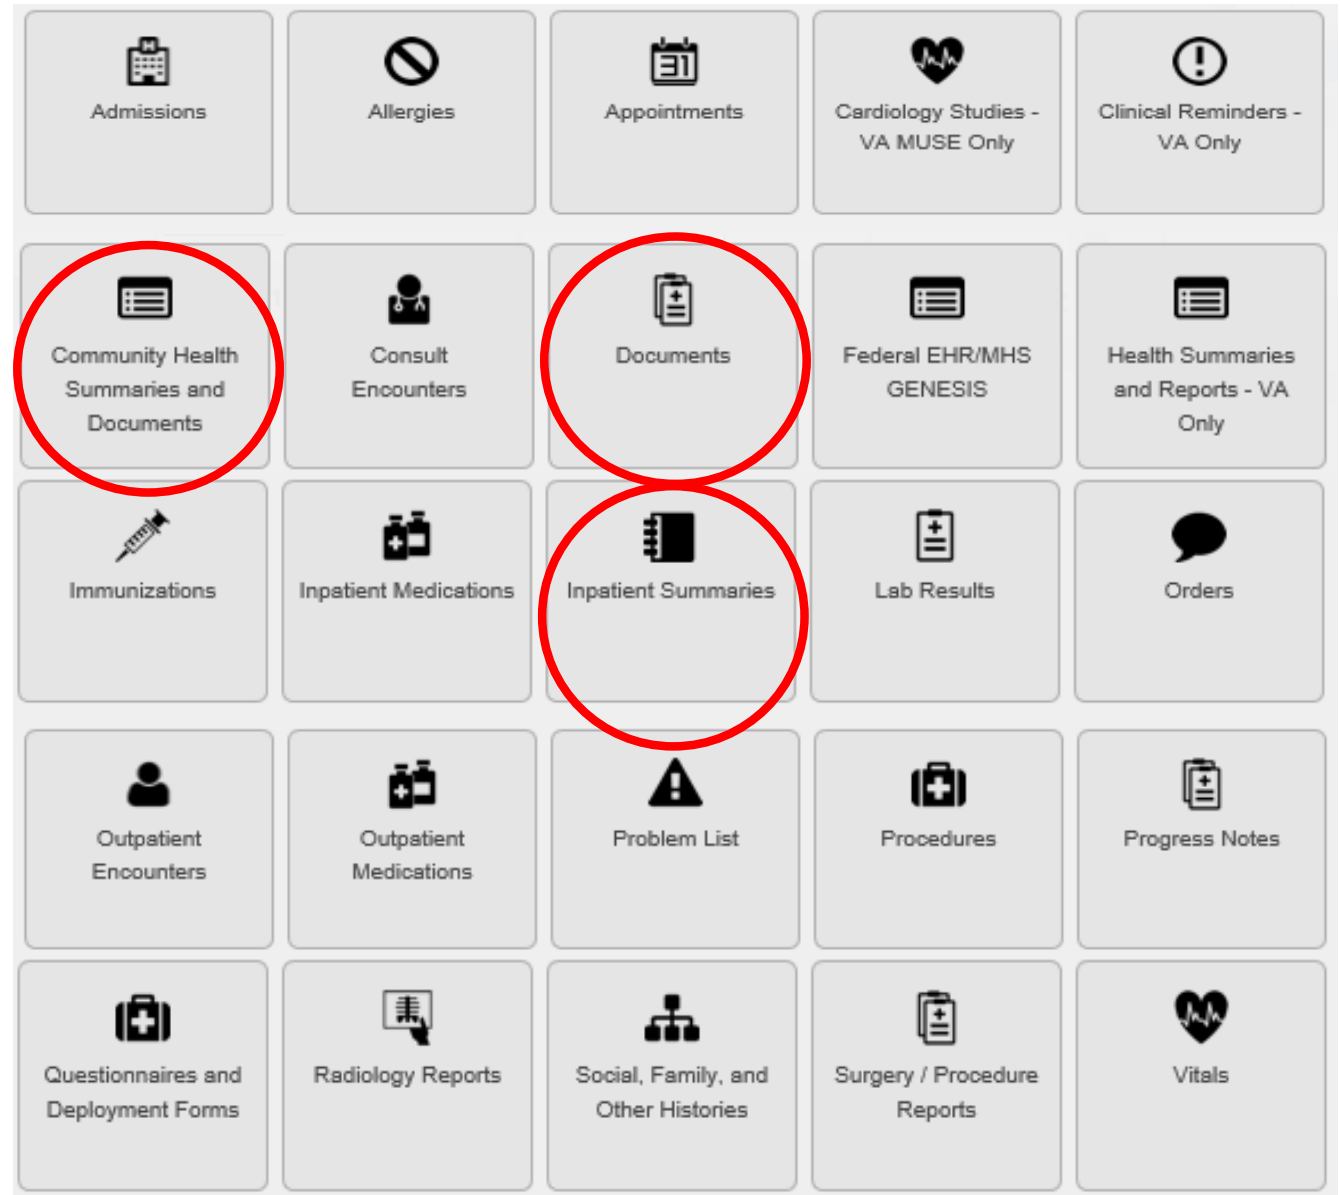 Admissions
Allergies
31
Appointments
Cardiology Studies -
VA MUSE Only
Clinical Reminders -
VA Only
Community Health
Summaries and
Documents
Consult
Encounters
Documents
Federal EHR/MHS
GENESIS
Health Summaries
and Reports - VA
Only
Immunizations
Inpatient Medications
Inpatient Summaries
Lab Results
Orders
Outpatient
Encounters
Outpatient
Medications
Problem List
Procedures
Progress Notes
Questionnaires and
Deployment Forms
Radiology Reports
Social, Family, and
Other Histories
Surgery / Procedure
Reports
Vitals